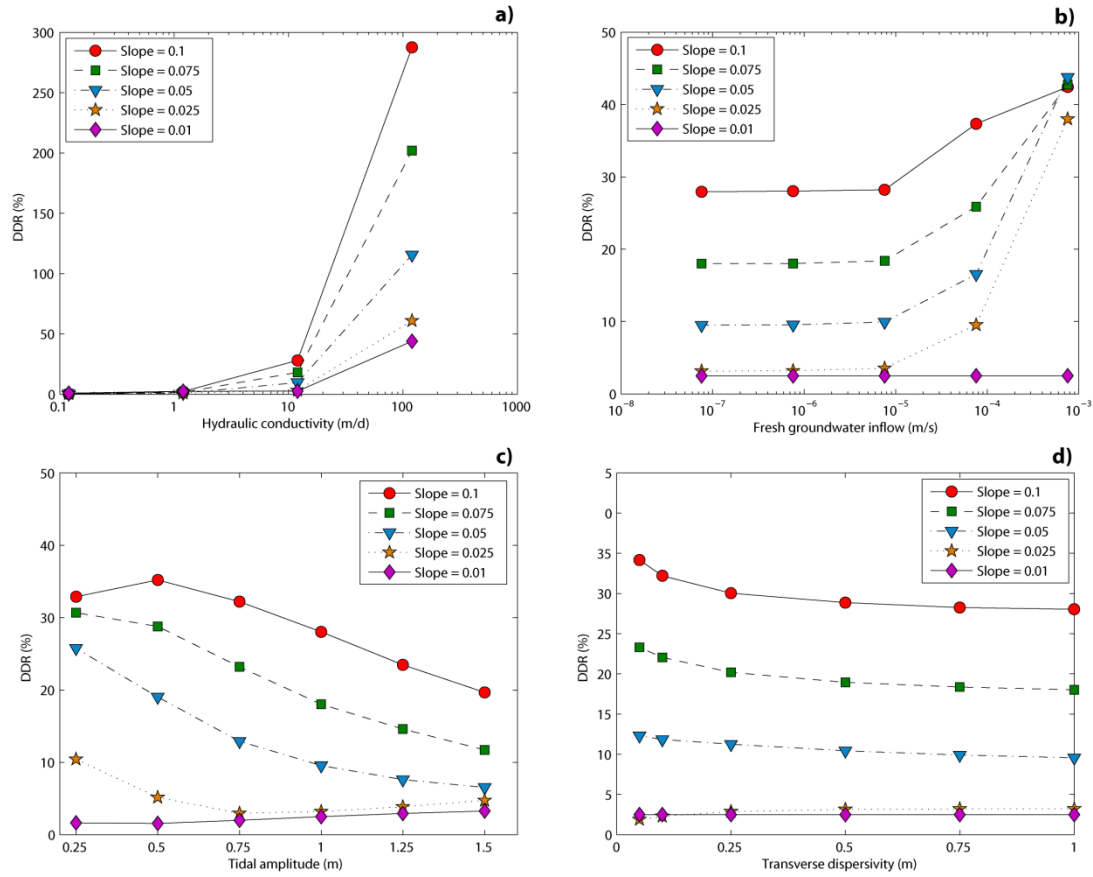 a)
300
250
200
150
100
50
0
DDR (%)
Slope = 0.1
Slope = 0.075
Slope = 0.05
Slope = 0.025
Slope = 0.01
0.1 1 10 100 1000
Hydraulic conductivity (m/d)
b)
50
40
30
20
10
0
DDR (%)
Slope = 0.1
Slope = 0.075
Slope = 0.05
Slope = 0.025
Slope = 0.01
10⁻⁸ 10⁻⁷ 10⁻⁶ 10⁻⁵ 10⁻⁴ 10⁻³
Fresh groundwater inflow (m/s)
c)
50
40
30
20
10
0
DDR (%)
Slope = 0.1
Slope = 0.075
Slope = 0.05
Slope = 0.025
Slope = 0.01
0.25 0.5 0.75 1 1.25 1.5
Tidal amplitude (m)
d)
5
0
35
30
25
20
15
10
5
DDR (%)
Slope = 0.1
Slope = 0.075
Slope = 0.05
Slope = 0.025
Slope = 0.01
0 0.25 0.5 0.75 1
Transverse dispersivity (m)